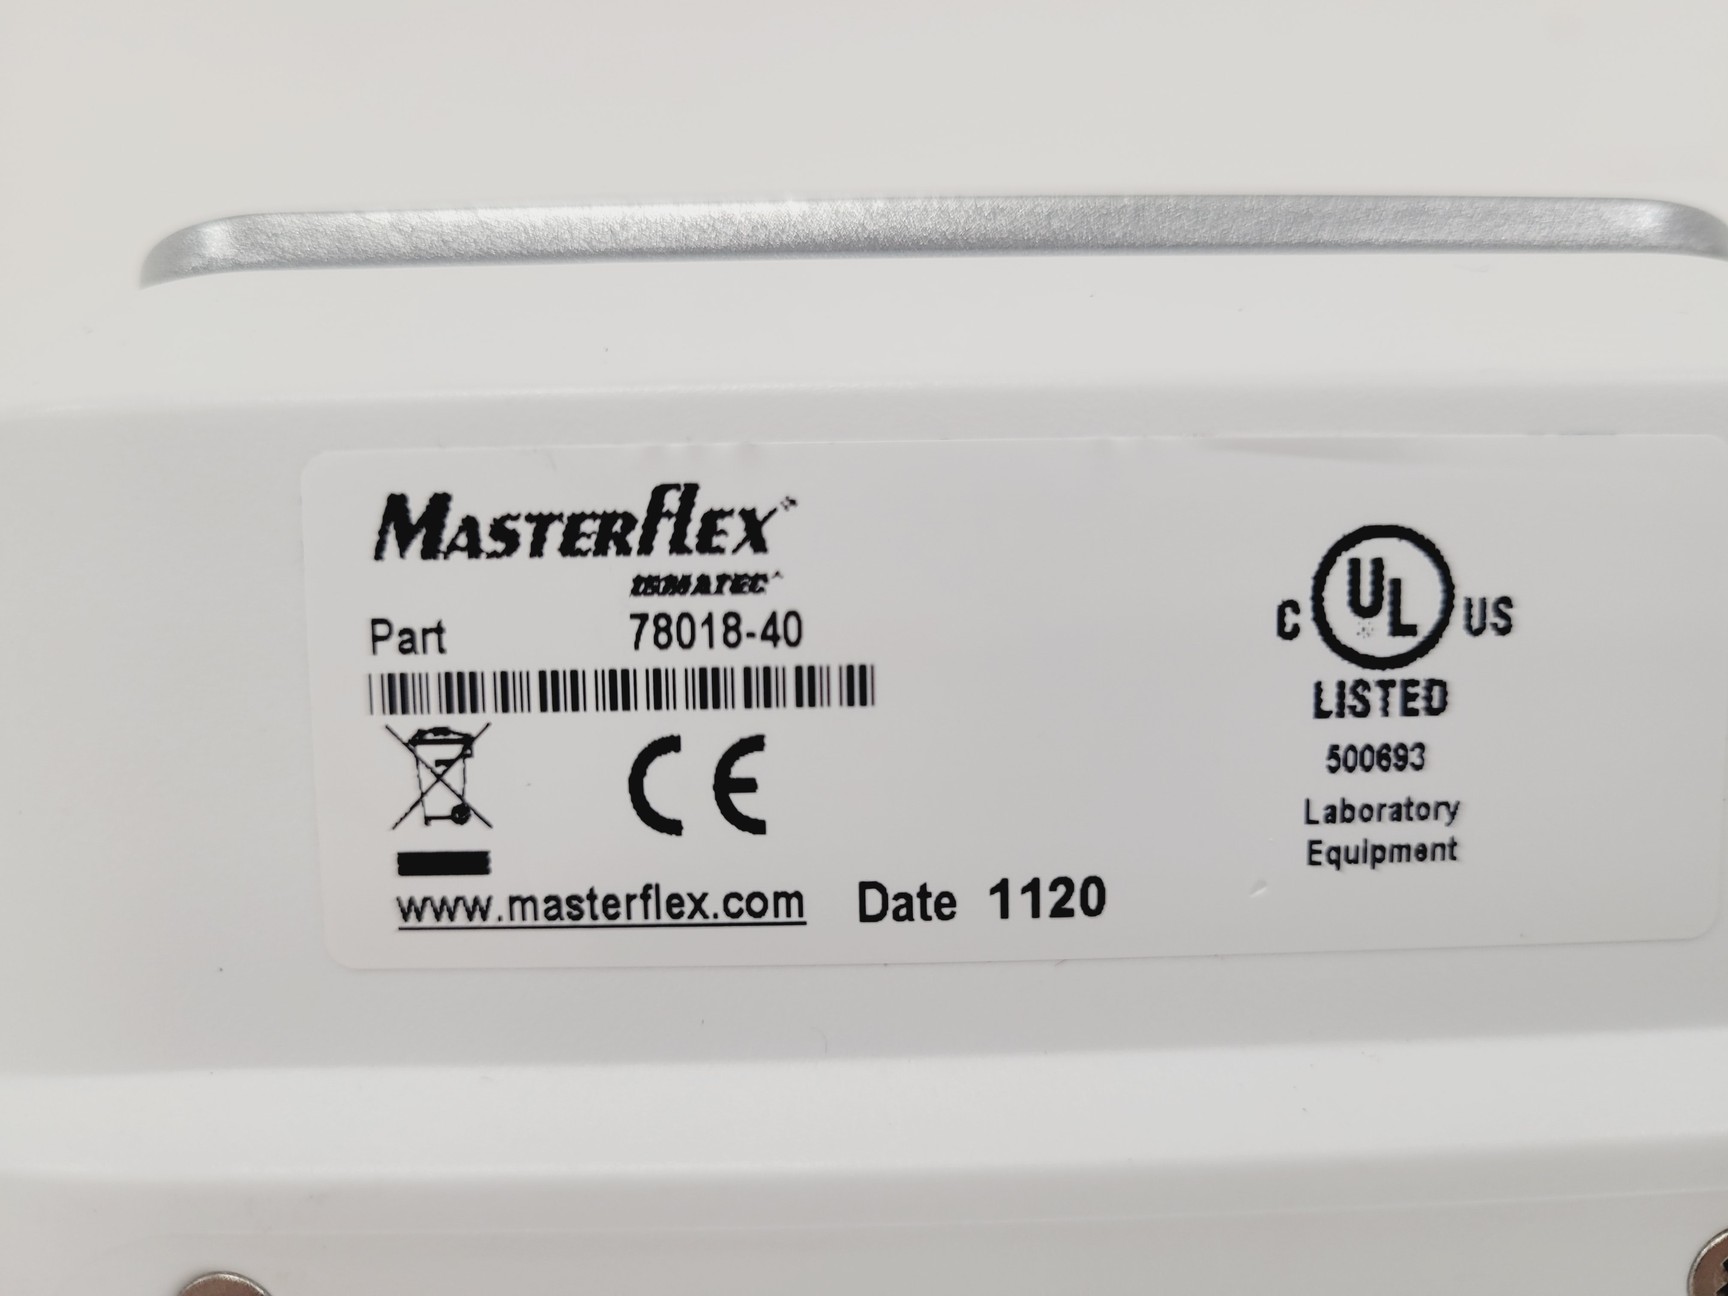 MASTERFLEX
ISMATEC
Part 78018-40
CE
www.masterflex.com Date 1120
C UL US
LISTED
500693
Laboratory
Equipment